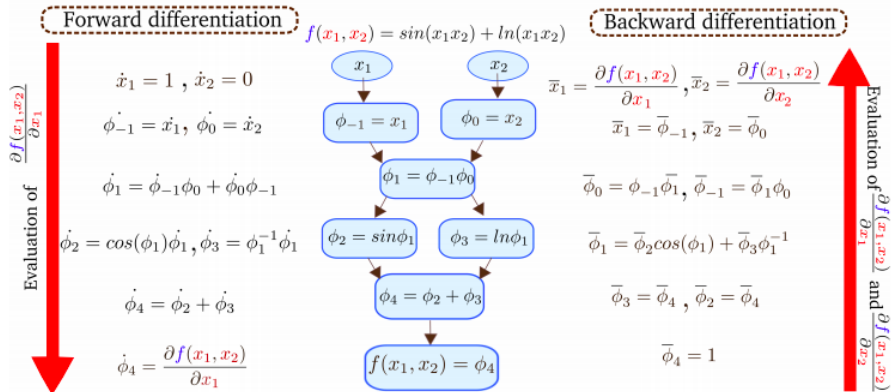 Forward differentiation
f(x₁, x₂) = sin(x₁x₂) + ln(x₁x₂)
Backward differentiation
Evaluation of ∂f(x₁,x₂)/∂x₁
ẋ₁ = 1 , ẋ₂ = 0
ϕ̇₋₁ = ẋ₁, ϕ̇₀ = ẋ₂
ϕ̇₁ = ϕ̇₋₁ϕ₀ + ϕ̇₀ϕ₋₁
ϕ̇₂ = cos(ϕ₁)ϕ̇₁ , ϕ̇₃ = ϕ₁⁻¹ϕ̇₁
ϕ̇₄ = ϕ̇₂ + ϕ̇₃
ϕ̇₄ = ∂f(x₁, x₂)/∂x₁
x₁
x₂
ϕ₋₁ = x₁
ϕ₀ = x₂
ϕ₁ = ϕ₋₁ϕ₀
ϕ₂ = sinϕ₁
ϕ₃ = lnϕ₁
ϕ₄ = ϕ₂ + ϕ₃
f(x₁, x₂) = ϕ₄
x̅₁ = ∂f(x₁, x₂)/∂x₁ , x̅₂ = ∂f(x₁, x₂)/∂x₂
x̅₁ = ϕ̅₋₁ , x̅₂ = ϕ̅₀
ϕ̅₀ = ϕ₋₁ϕ̅₁ , ϕ̅₋₁ = ϕ̅₁ϕ₀
ϕ̅₁ = ϕ̅₂cos(ϕ₁) + ϕ̅₃ϕ₁⁻¹
ϕ̅₃ = ϕ̅₄ , ϕ̅₂ = ϕ̅₄
ϕ̅₄ = 1
Evaluation of ∂f(x₁,x₂)/∂x₁ and ∂f(x₁,x₂)/∂x₂